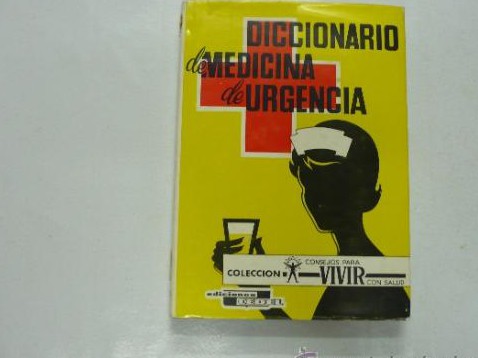 DICCIONARIO
de MEDICINA
de URGENCIA
CONSEJOS PARA
COLECCION VIVIR
CON SALUD
ediciones